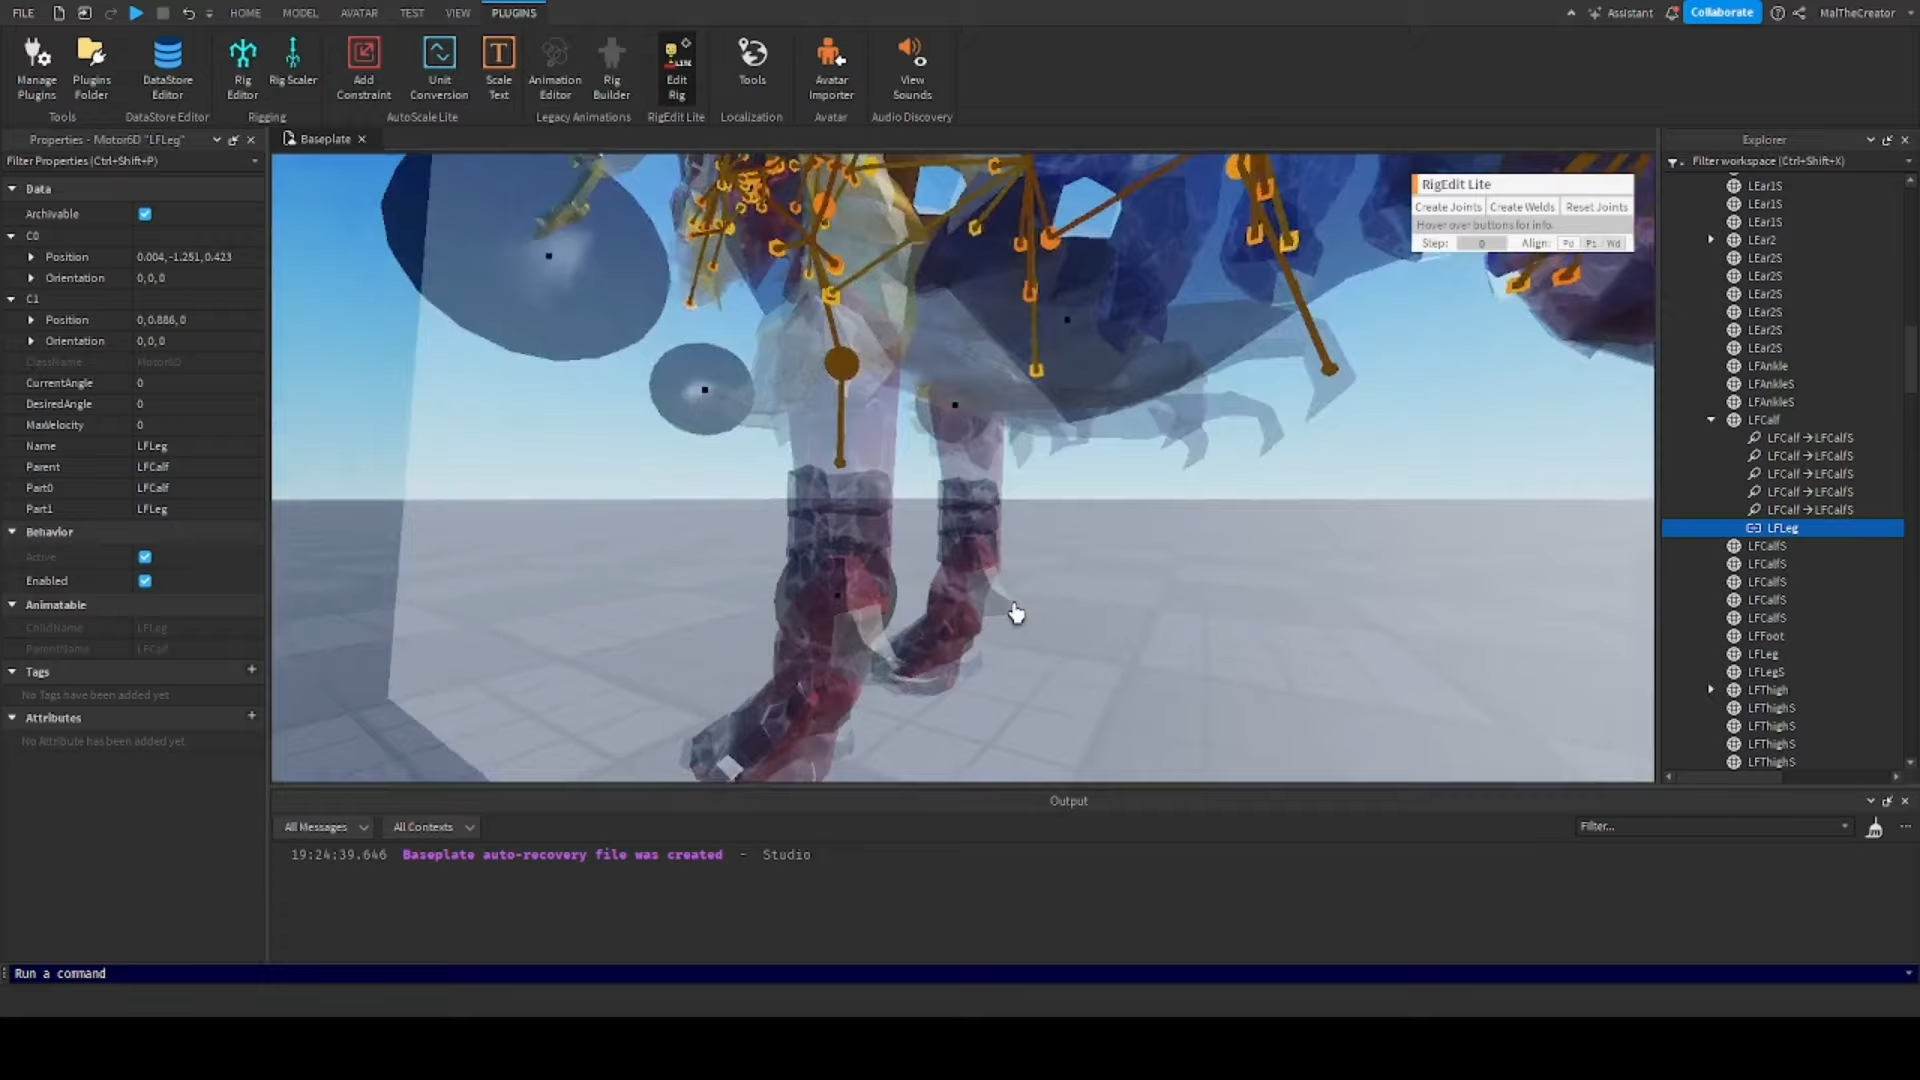 FILE HOME MODEL AVATAR TEST VIEW PLUGINS Assistant Collaborate MalTheCreator
Manage Plugins
Plugins Folder
DataStore Editor
Rig Editor
Rig Scaler
Add Constraint
Unit Conversion
Scale Text
Animation Editor
Rig Builder
Edit Rig
Tools
Avatar Importer
View Sounds
Tools DataStore Editor Rigging AutoScale Lite Legacy Animations RigEdit Lite Localization Avatar Audio Discovery
Properties - Motor6D "LFLeg"
Filter Properties (Ctrl+Shift+P)
Data
Archivable
C0
Position 0.004,-1.251,0.423
Orientation 0,0,0
C1
Position 0,0.886,0
Orientation 0,0,0
ClassName Motor6D
CurrentAngle 0
DesiredAngle 0
MaxVelocity 0
Name LFLeg
Parent LFCalf
Part0 LFCalf
Part1 LFLeg
Behavior
Active
Enabled
Animatable
ChildName LFLeg
ParentName LFCalf
Tags +
No Tags have been added yet
Attributes +
No Attribute has been added yet
Baseplate
LITE
RigEdit Lite
Create Joints Create Welds Reset Joints
Hover over buttons for info.
Step: 0 Align: P0 P1 Wd
Explorer
Filter workspace (Ctrl+Shift+X)
LEar1S
LEar1S
LEar1S
LEar2
LEar2S
LEar2S
LEar2S
LEar2S
LEar2S
LEar2S
LFAnkle
LFAnkleS
LFAnkleS
LFCalf
LFCalf→LFCalfS
LFCalf→LFCalfS
LFCalf→LFCalfS
LFCalf→LFCalfS
LFCalf→LFCalfS
LFLeg
LFCalfS
LFCalfS
LFCalfS
LFCalfS
LFCalfS
LFFoot
LFLeg
LFLegS
LFThigh
LFThighS
LFThighS
LFThighS
LFThighS
Output
All Messages All Contexts Filter...
19:24:39.646 Baseplate auto-recovery file was created - Studio
Run a command